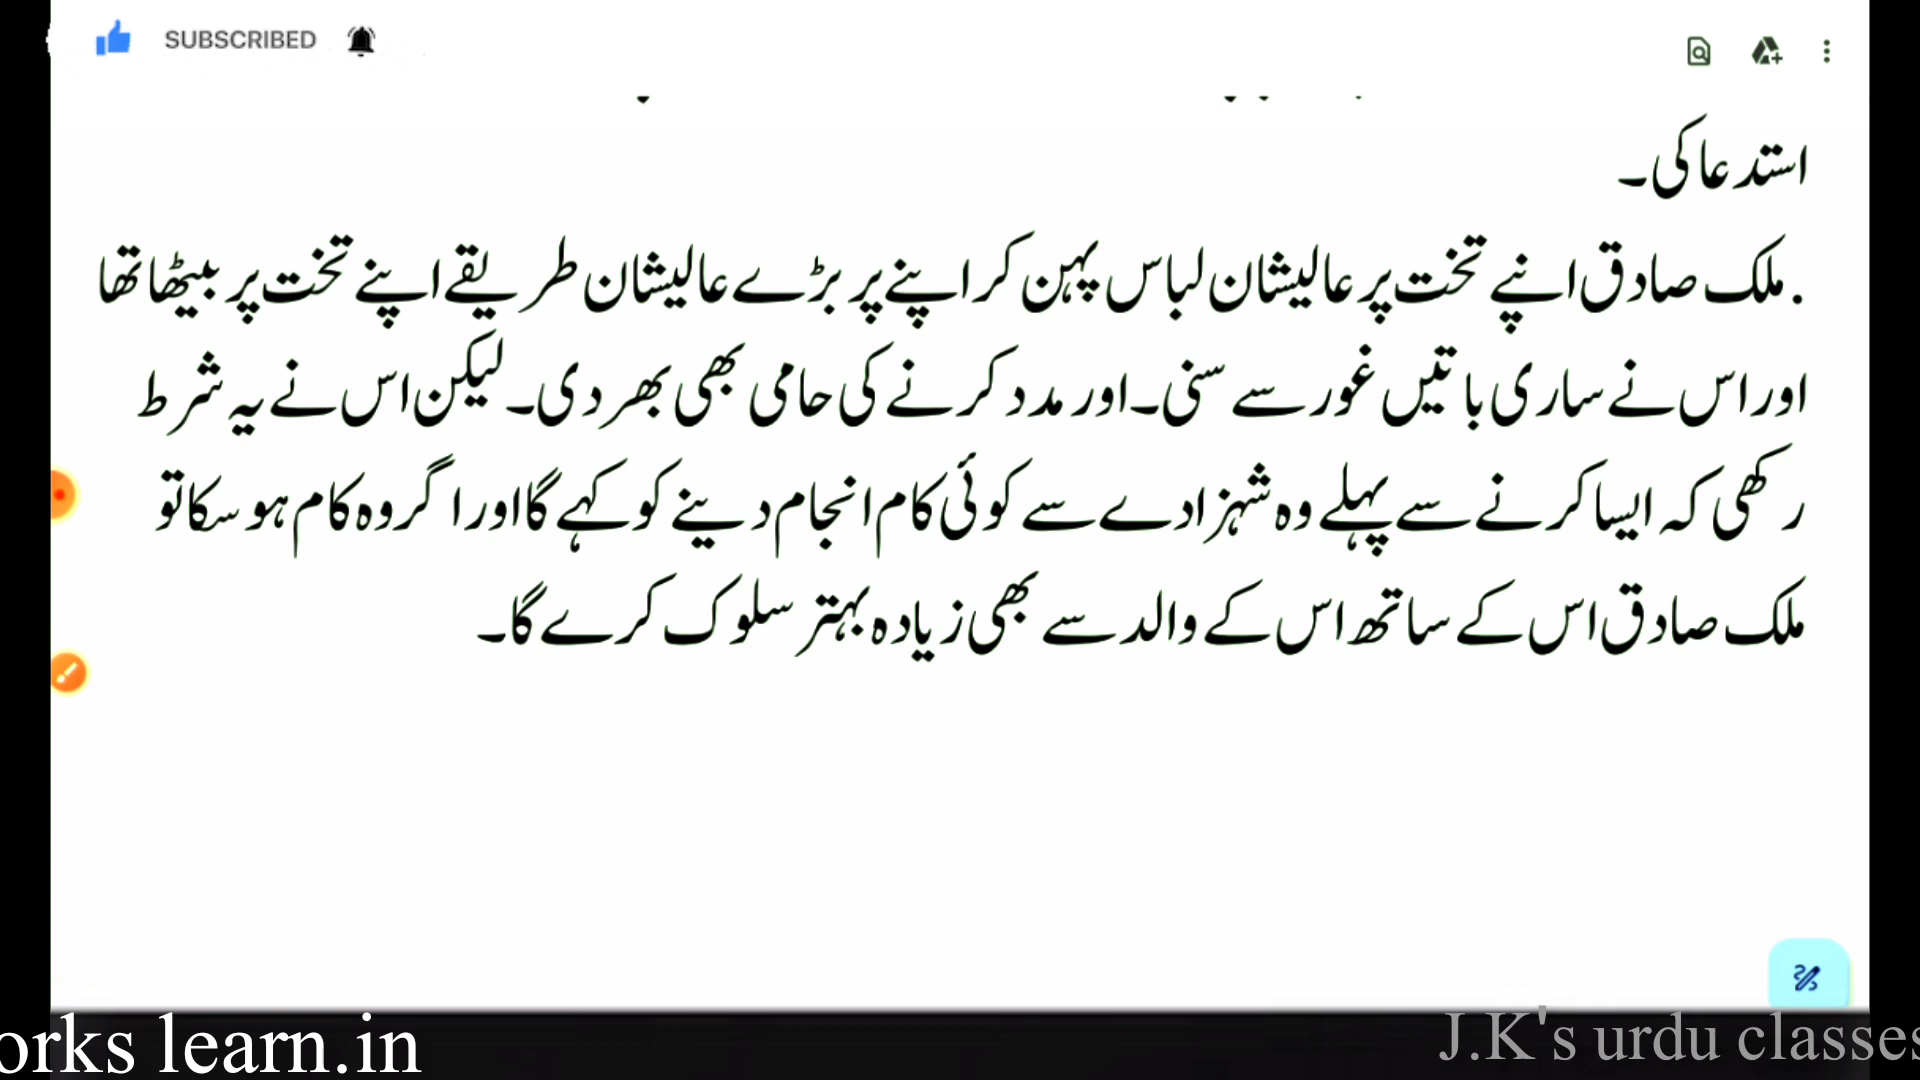 SUBSCRIBED
استدعا کی۔
.ملک صادق انپے تخت پر عالیشان لباس پہن کر اپنے پر بڑے عالیشان طریقے اپنے تخت پر بیٹھا تھا
اور اس نے ساری باتیں غور سے سنی۔اور مدد کرنے کی حامی بھی بھر دی۔ لیکن اس نے یہ شرط
رکھی کہ ایسا کرنے سے پہلے وہ شہزادے سے کوئی کام انجام دینے کو کہے گا اور اگر وہ کام ہو سکا تو
ملک صادق اس کے ساتھ اس کے والد سے بھی زیادہ بہتر سلوک کرے گا۔
orks learn.in
J.K's urdu classes